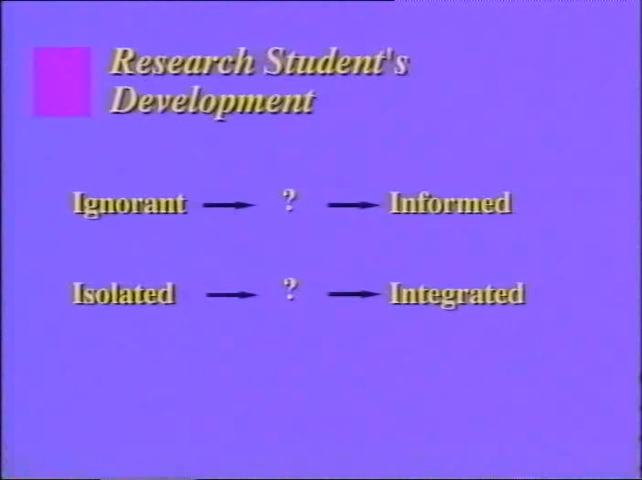 Research Student's
Development
Ignorant → ? → Informed
Isolated → ? → Integrated